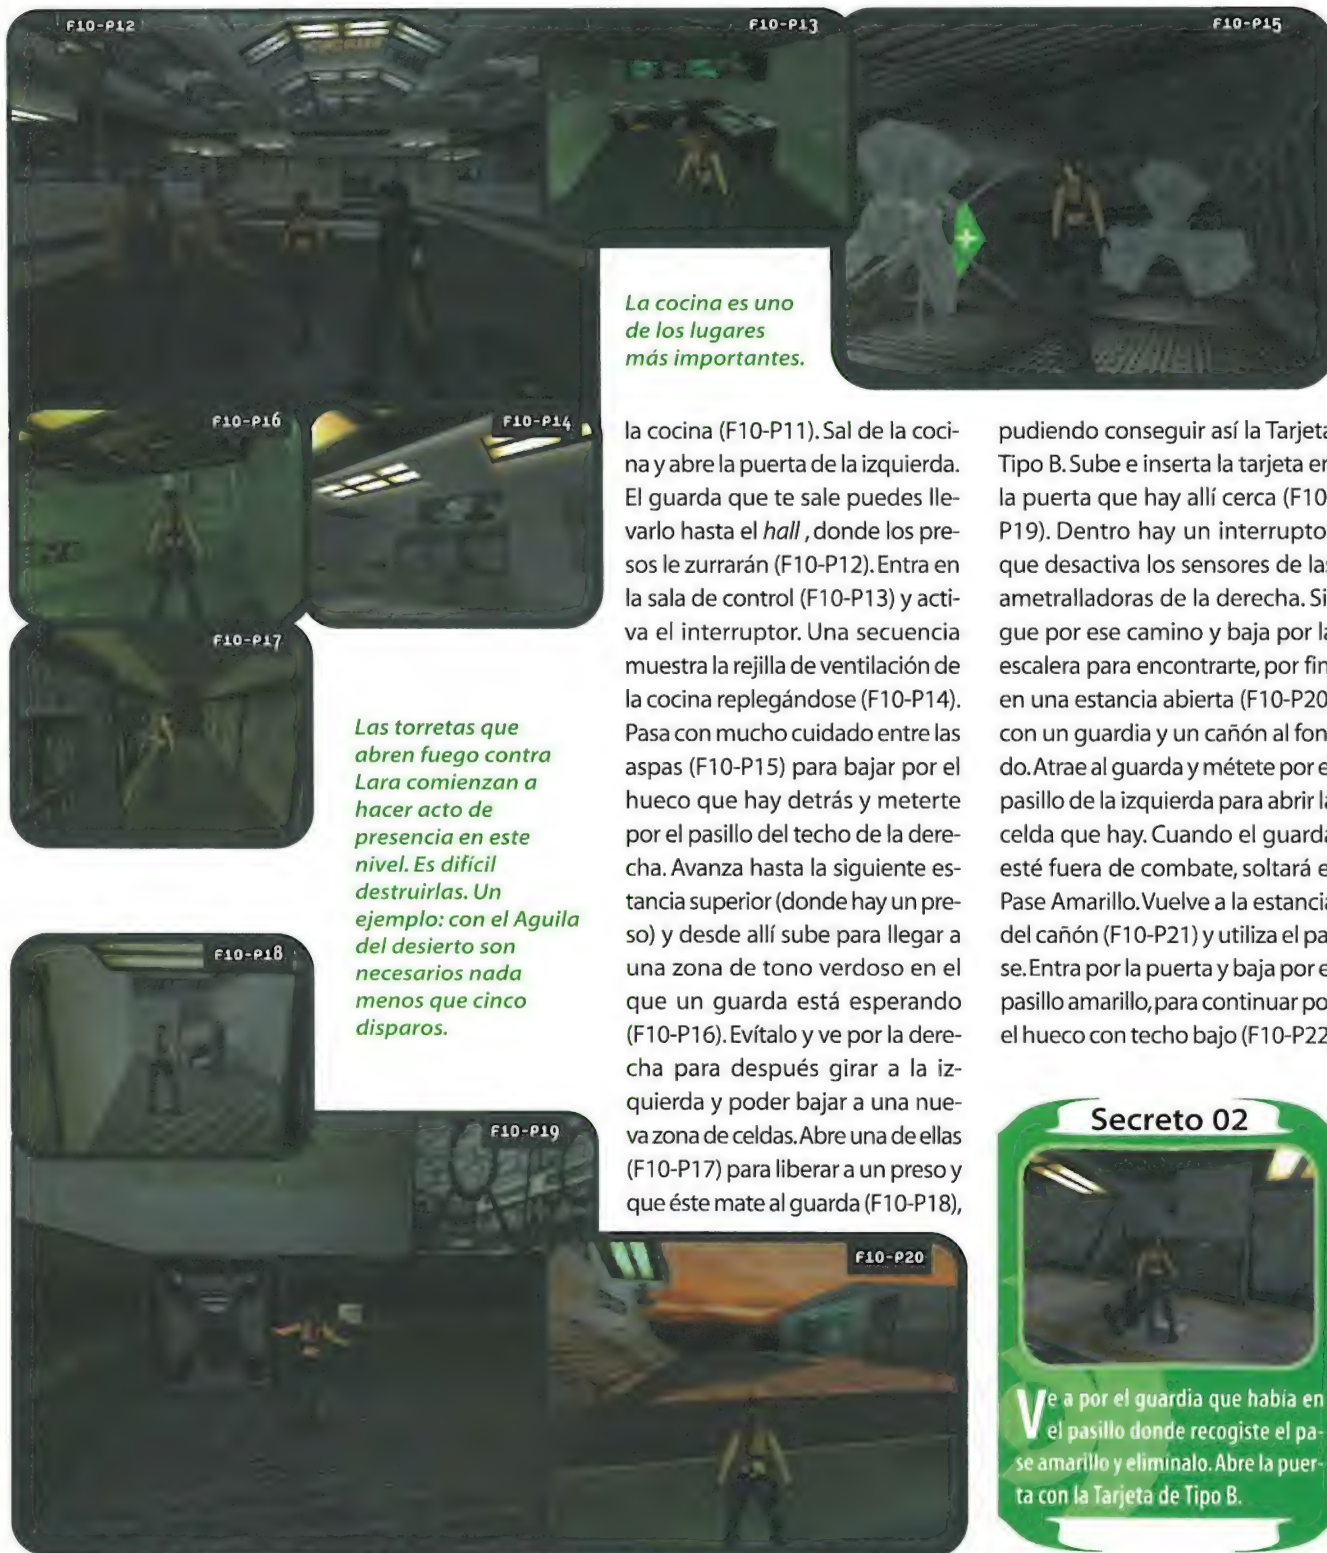 F10-P12
F10-P13
F10-P15
La cocina es uno
de los lugares
más importantes.
F10-P16
F10-P14
F10-P17
Las torretas que
abren fuego contra
Lara comienzan a
hacer acto de
presencia en este
nivel. Es difícil
destruirlas. Un
ejemplo: con el Aguila
del desierto son
necesarios nada
menos que cinco
disparos.
F10-P18
F10-P19
F10-P20
la cocina (F10-P11). Sal de la coci-
na y abre la puerta de la izquierda.
El guarda que te sale puedes lle-
varlo hasta el hall, donde los pre-
sos le zurrarán (F10-P12). Entra en
la sala de control (F10-P13) y acti-
va el interruptor. Una secuencia
muestra la rejilla de ventilación de
la cocina replegándose (F10-P14).
Pasa con mucho cuidado entre las
aspas (F10-P15) para bajar por el
hueco que hay detrás y meterte
por el pasillo del techo de la dere-
cha. Avanza hasta la siguiente es-
tancia superior (donde hay un pre-
so) y desde allí sube para llegar a
una zona de tono verdoso en el
que un guarda está esperando
(F10-P16). Evítalo y ve por la dere-
cha para después girar a la iz-
quierda y poder bajar a una nue-
va zona de celdas. Abre una de ellas
(F10-P17) para liberar a un preso y
que éste mate al guarda (F10-P18),
pudiendo conseguir así la Tarjeta
Tipo B. Sube e inserta la tarjeta en
la puerta que hay allí cerca (F10-
P19). Dentro hay un interruptor
que desactiva los sensores de las
ametralladoras de la derecha. Si-
gue por ese camino y baja por la
escalera para encontrarte, por fin,
en una estancia abierta (F10-P20)
con un guardia y un cañón al fon-
do. Atrae al guarda y métete por el
pasillo de la izquierda para abrir la
celda que hay. Cuando el guarda
esté fuera de combate, soltará el
Pase Amarillo. Vuelve a la estancia
del cañón (F10-P21) y utiliza el pa-
se. Entra por la puerta y baja por el
pasillo amarillo, para continuar por
el hueco con techo bajo (F10-P22)
Secreto 02
Ve a por el guardia que había en
el pasillo donde recogiste el pa-
se amarillo y elimínalo. Abre la puer-
ta con la Tarjeta de Tipo B.